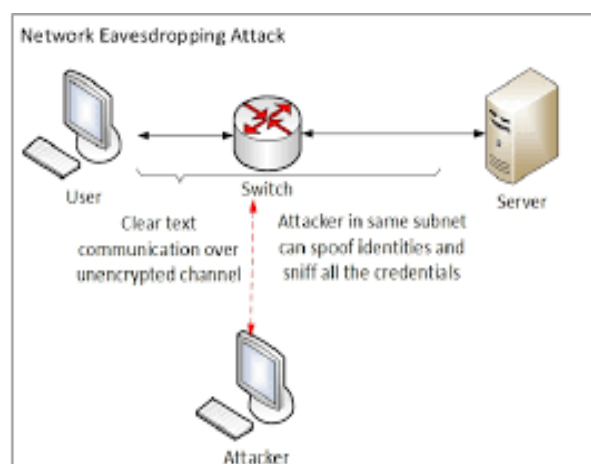 Network Eavesdropping Attack
User
Switch
Server
Clear text
communication over
unencrypted channel
Attacker in same subnet
can spoof identities and
sniff all the credentials
Attacker